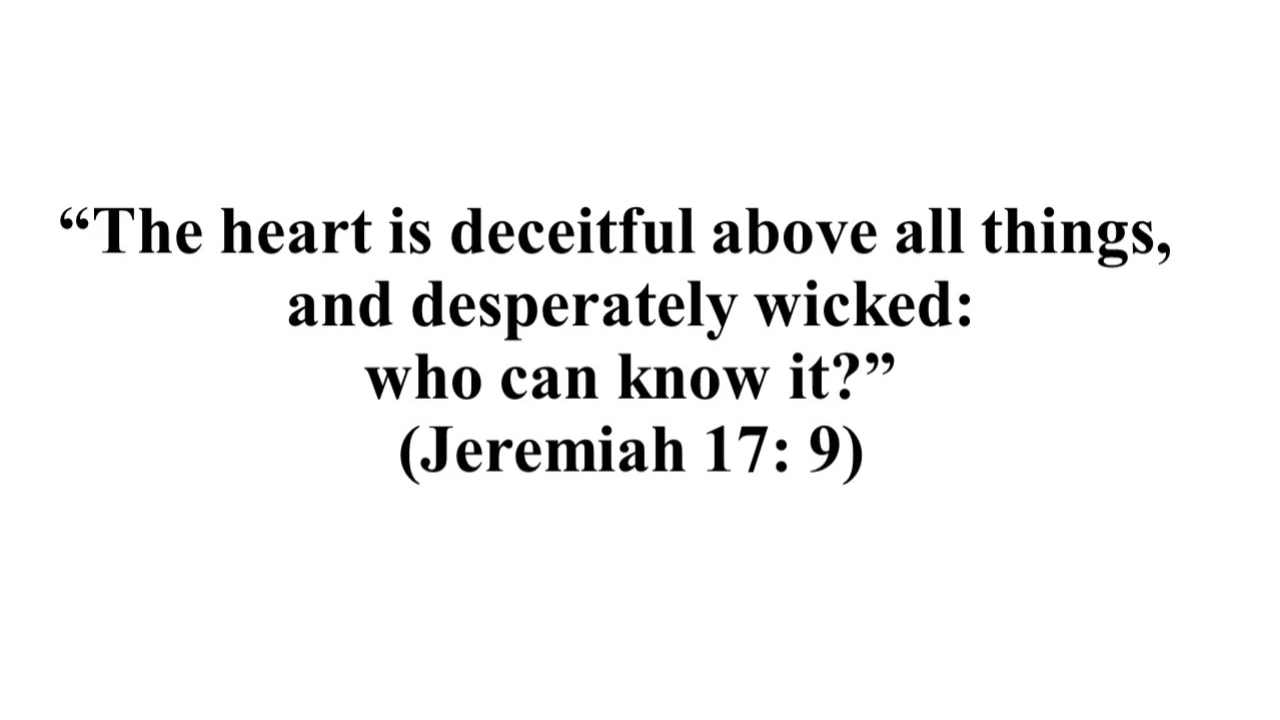 “The heart is deceitful above all things,
and desperately wicked:
who can know it?”
(Jeremiah 17: 9)